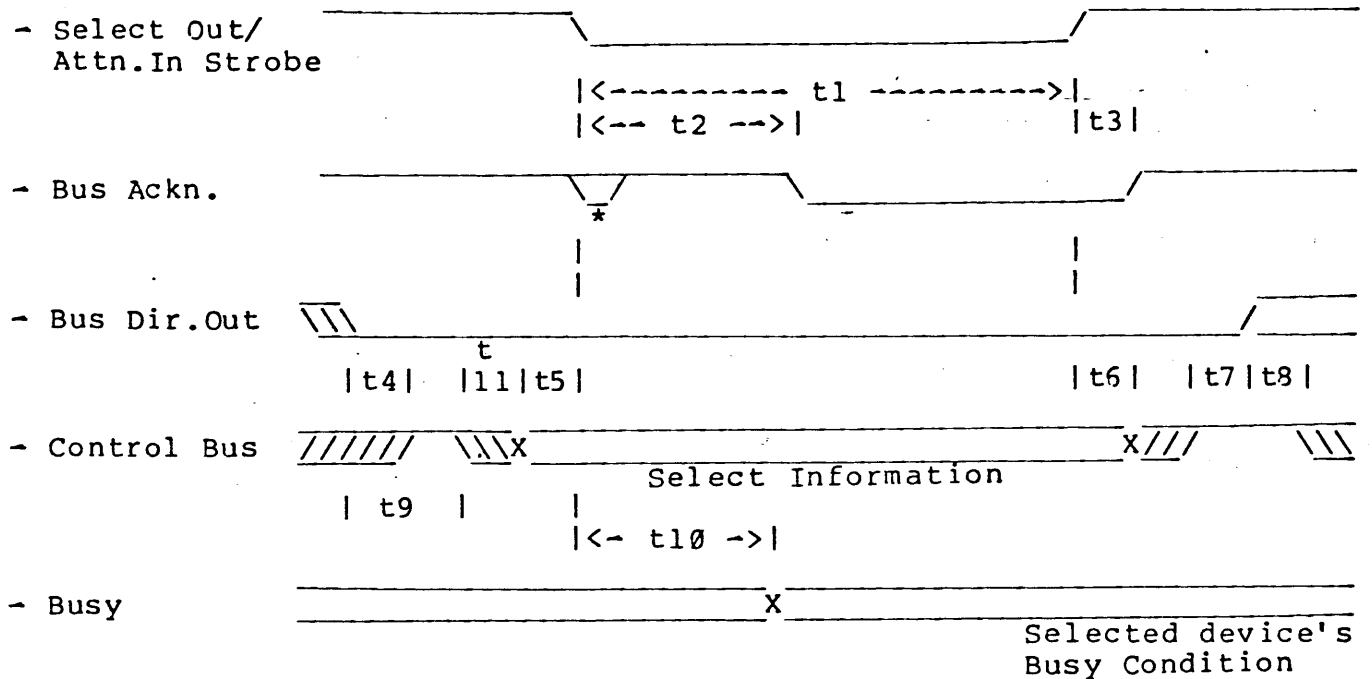 - Select Out/
Attn.In Strobe
|<--------- t1 --------->|
|<-- t2 -->| |t3|
- Bus Ackn.
*
- Bus Dir.Out
t
|t4| |11|t5| |t6| |t7|t8|
- Control Bus ////// \\\X X/// \\\
Select Information
| t9 | |
|<- t10 ->|
- Busy X
Selected device's
Busy Condition